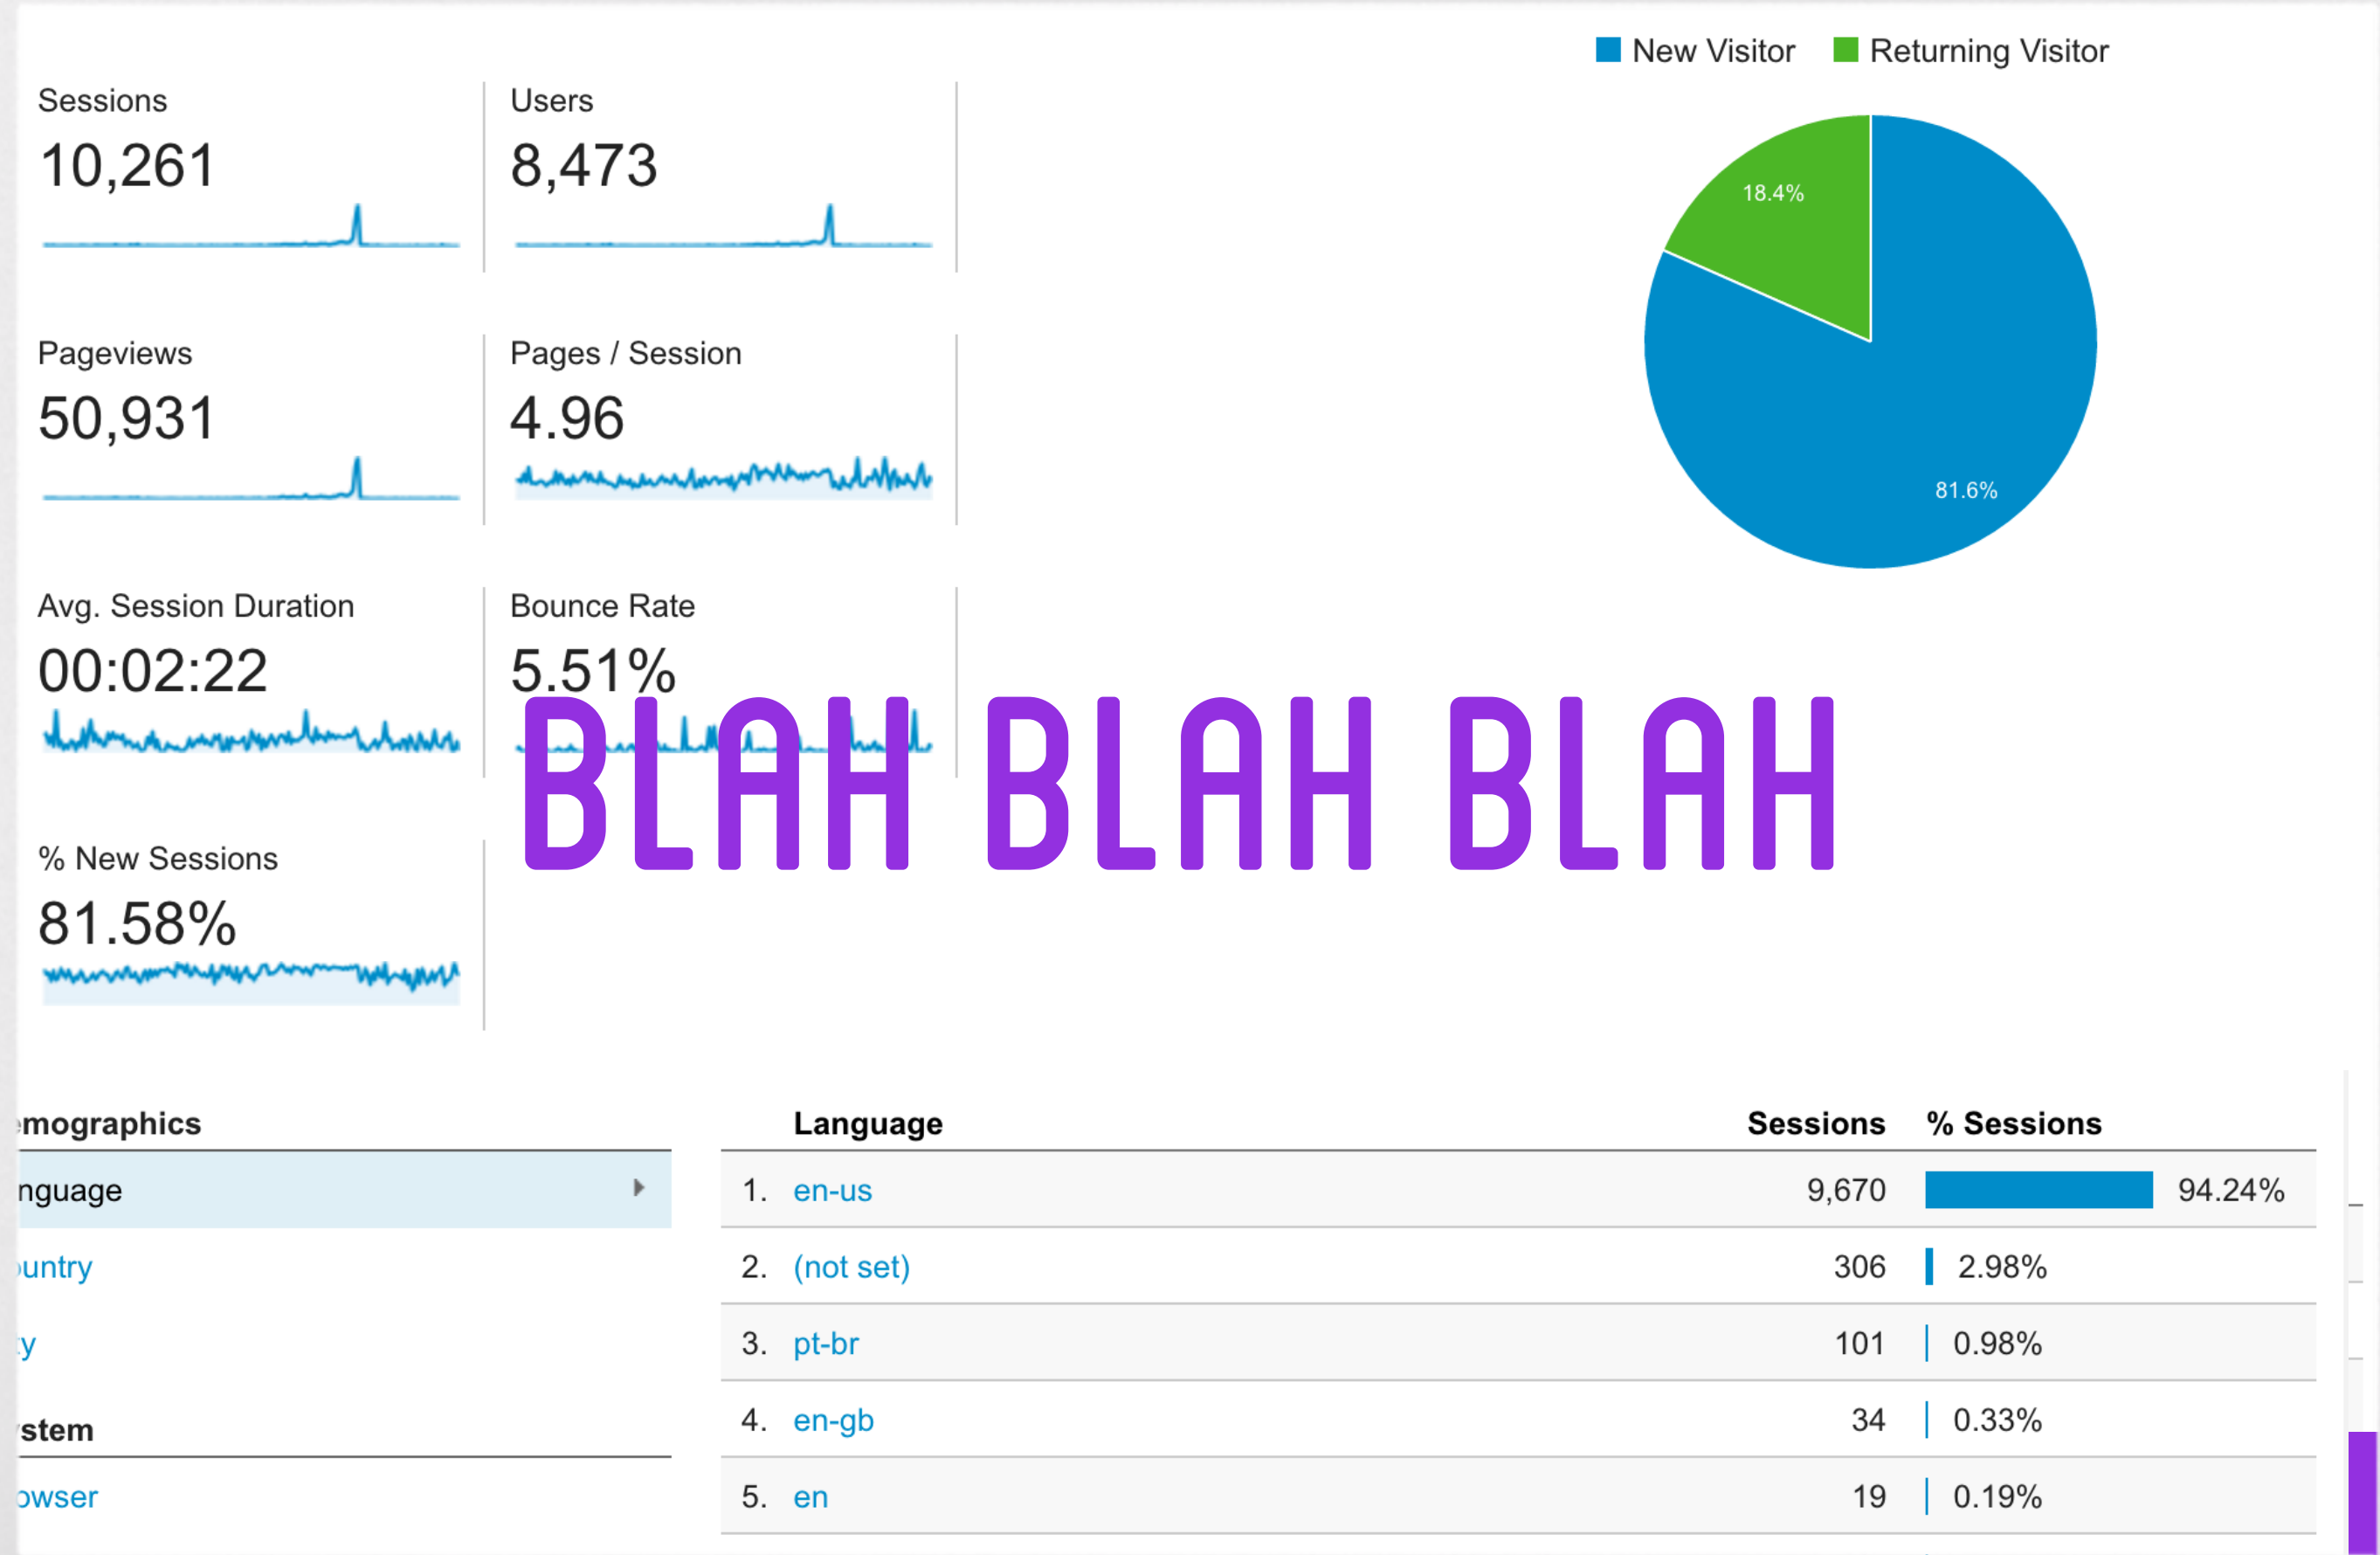 New Visitor Returning Visitor
Sessions
10,261
Users
8,473
18.4%
81.6%
Pageviews
50,931
Pages / Session
4.96
Avg. Session Duration
00:02:22
Bounce Rate
5.51%
BLAH BLAH BLAH
% New Sessions
81.58%
mographics
nguage
untry
y
stem
owser
Language Sessions % Sessions
1. en-us 9,670 94.24%
2. (not set) 306 2.98%
3. pt-br 101 0.98%
4. en-gb 34 0.33%
5. en 19 0.19%